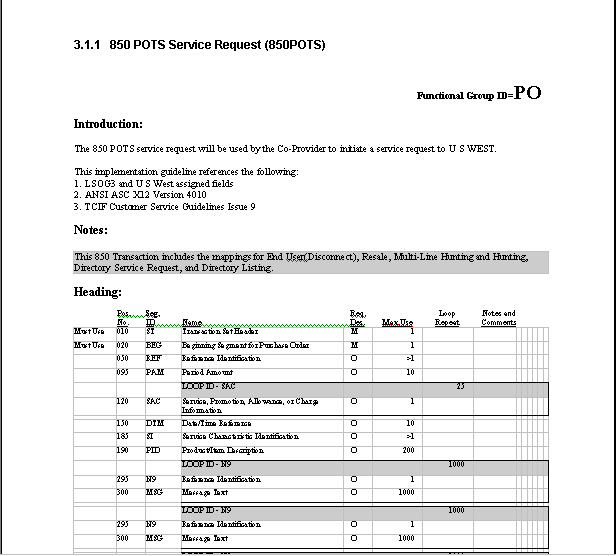 3.1.1 850 POTS Service Request (850POTS)
Functional Group ID=PO
Introduction:
The 850 POTS service request will be used by the Co-Provider to initiate a service request to U S WEST.
This implementation guideline references the following:
1. LSOG3 and U S West assigned fields
2. ANSI ASC X12 Version 4010
3. TCIF Customer Service Guidelines Issue 9
Notes:
This 850 Transaction includes the mappings for End User(Disconnect), Resale, Multi-Line Hunting and Hunting,
Directory Service Request, and Directory Listing.
Heading:
Pos. Seg. Req. Loop Notes and
No. ID Name Des. Max.Use Repeat Comments
Must Use 010 ST Transaction Set Header M 1
Must Use 020 BEG Beginning Segment for Purchase Order M 1
050 REF Reference Identification O >1
095 PAM Period Amount O 10
LOOP ID - SAC 25
120 SAC Service, Promotion, Allowance, or Charge O 1
Information
150 DTM Date/Time Reference O 10
185 SI Service Characteristic Identification O >1
190 PID Product/Item Description O 200
LOOP ID - N9 1000
295 N9 Reference Identification O 1
300 MSG Message Text O 1000
LOOP ID - N9 1000
295 N9 Reference Identification O 1
300 MSG Message Text O 1000